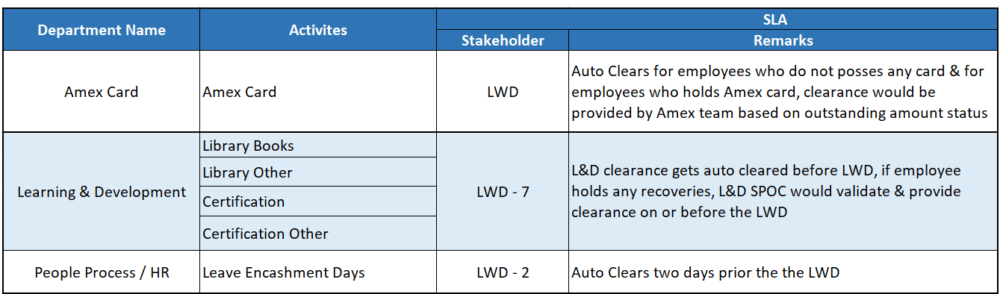 Department Name
Activites
SLA
Stakeholder
Remarks
Amex Card
Amex Card
LWD
Auto Clears for employees who do not posses any card & for
employees who holds Amex card, clearance would be
provided by Amex team based on outstanding amount status
Learning & Development
Library Books
Library Other
Certification
Certification Other
LWD - 7
L&D clearance gets auto cleared before LWD, if employee
holds any recoveries, L&D SPOC would validate & provide
clearance on or before the LWD
People Process / HR
Leave Encashment Days
LWD - 2
Auto Clears two days prior the the LWD